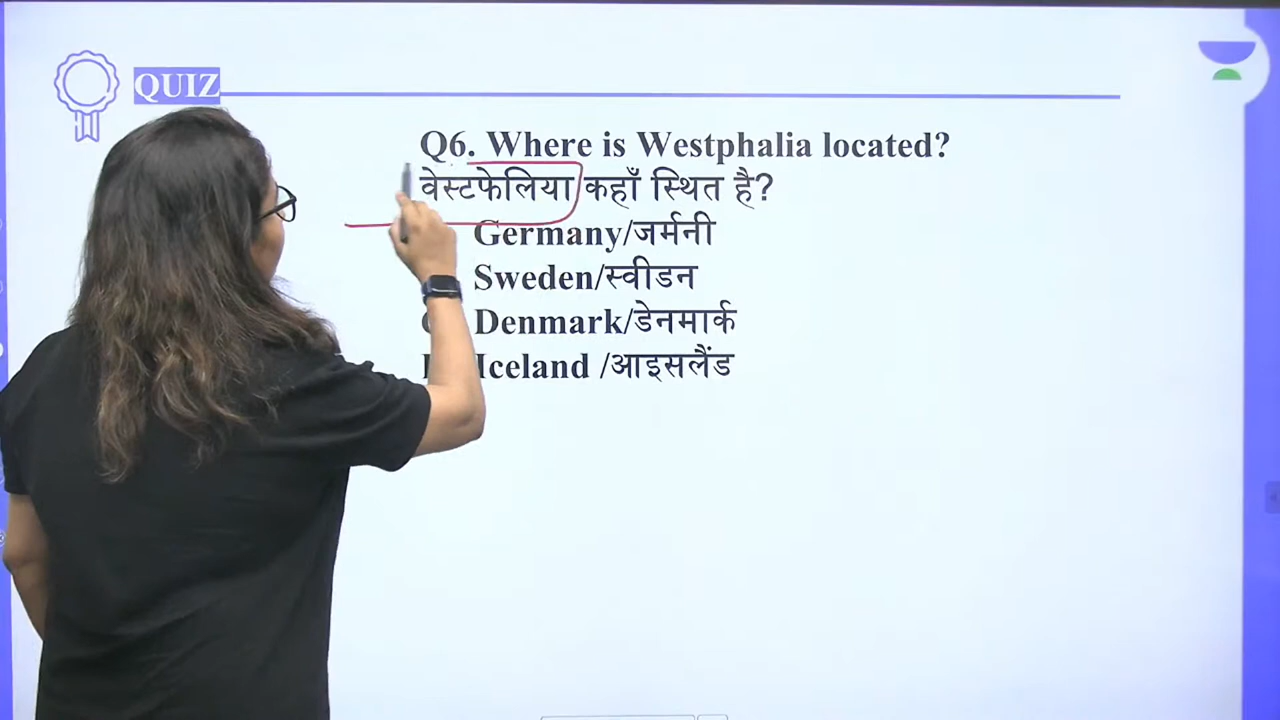 QUIZ
Q6. Where is Westphalia located?
वेस्टफेलिया कहाँ स्थित है?
Germany/जर्मनी
Sweden/स्वीडन
Denmark/डेनमार्क
Iceland /आइसलैंड